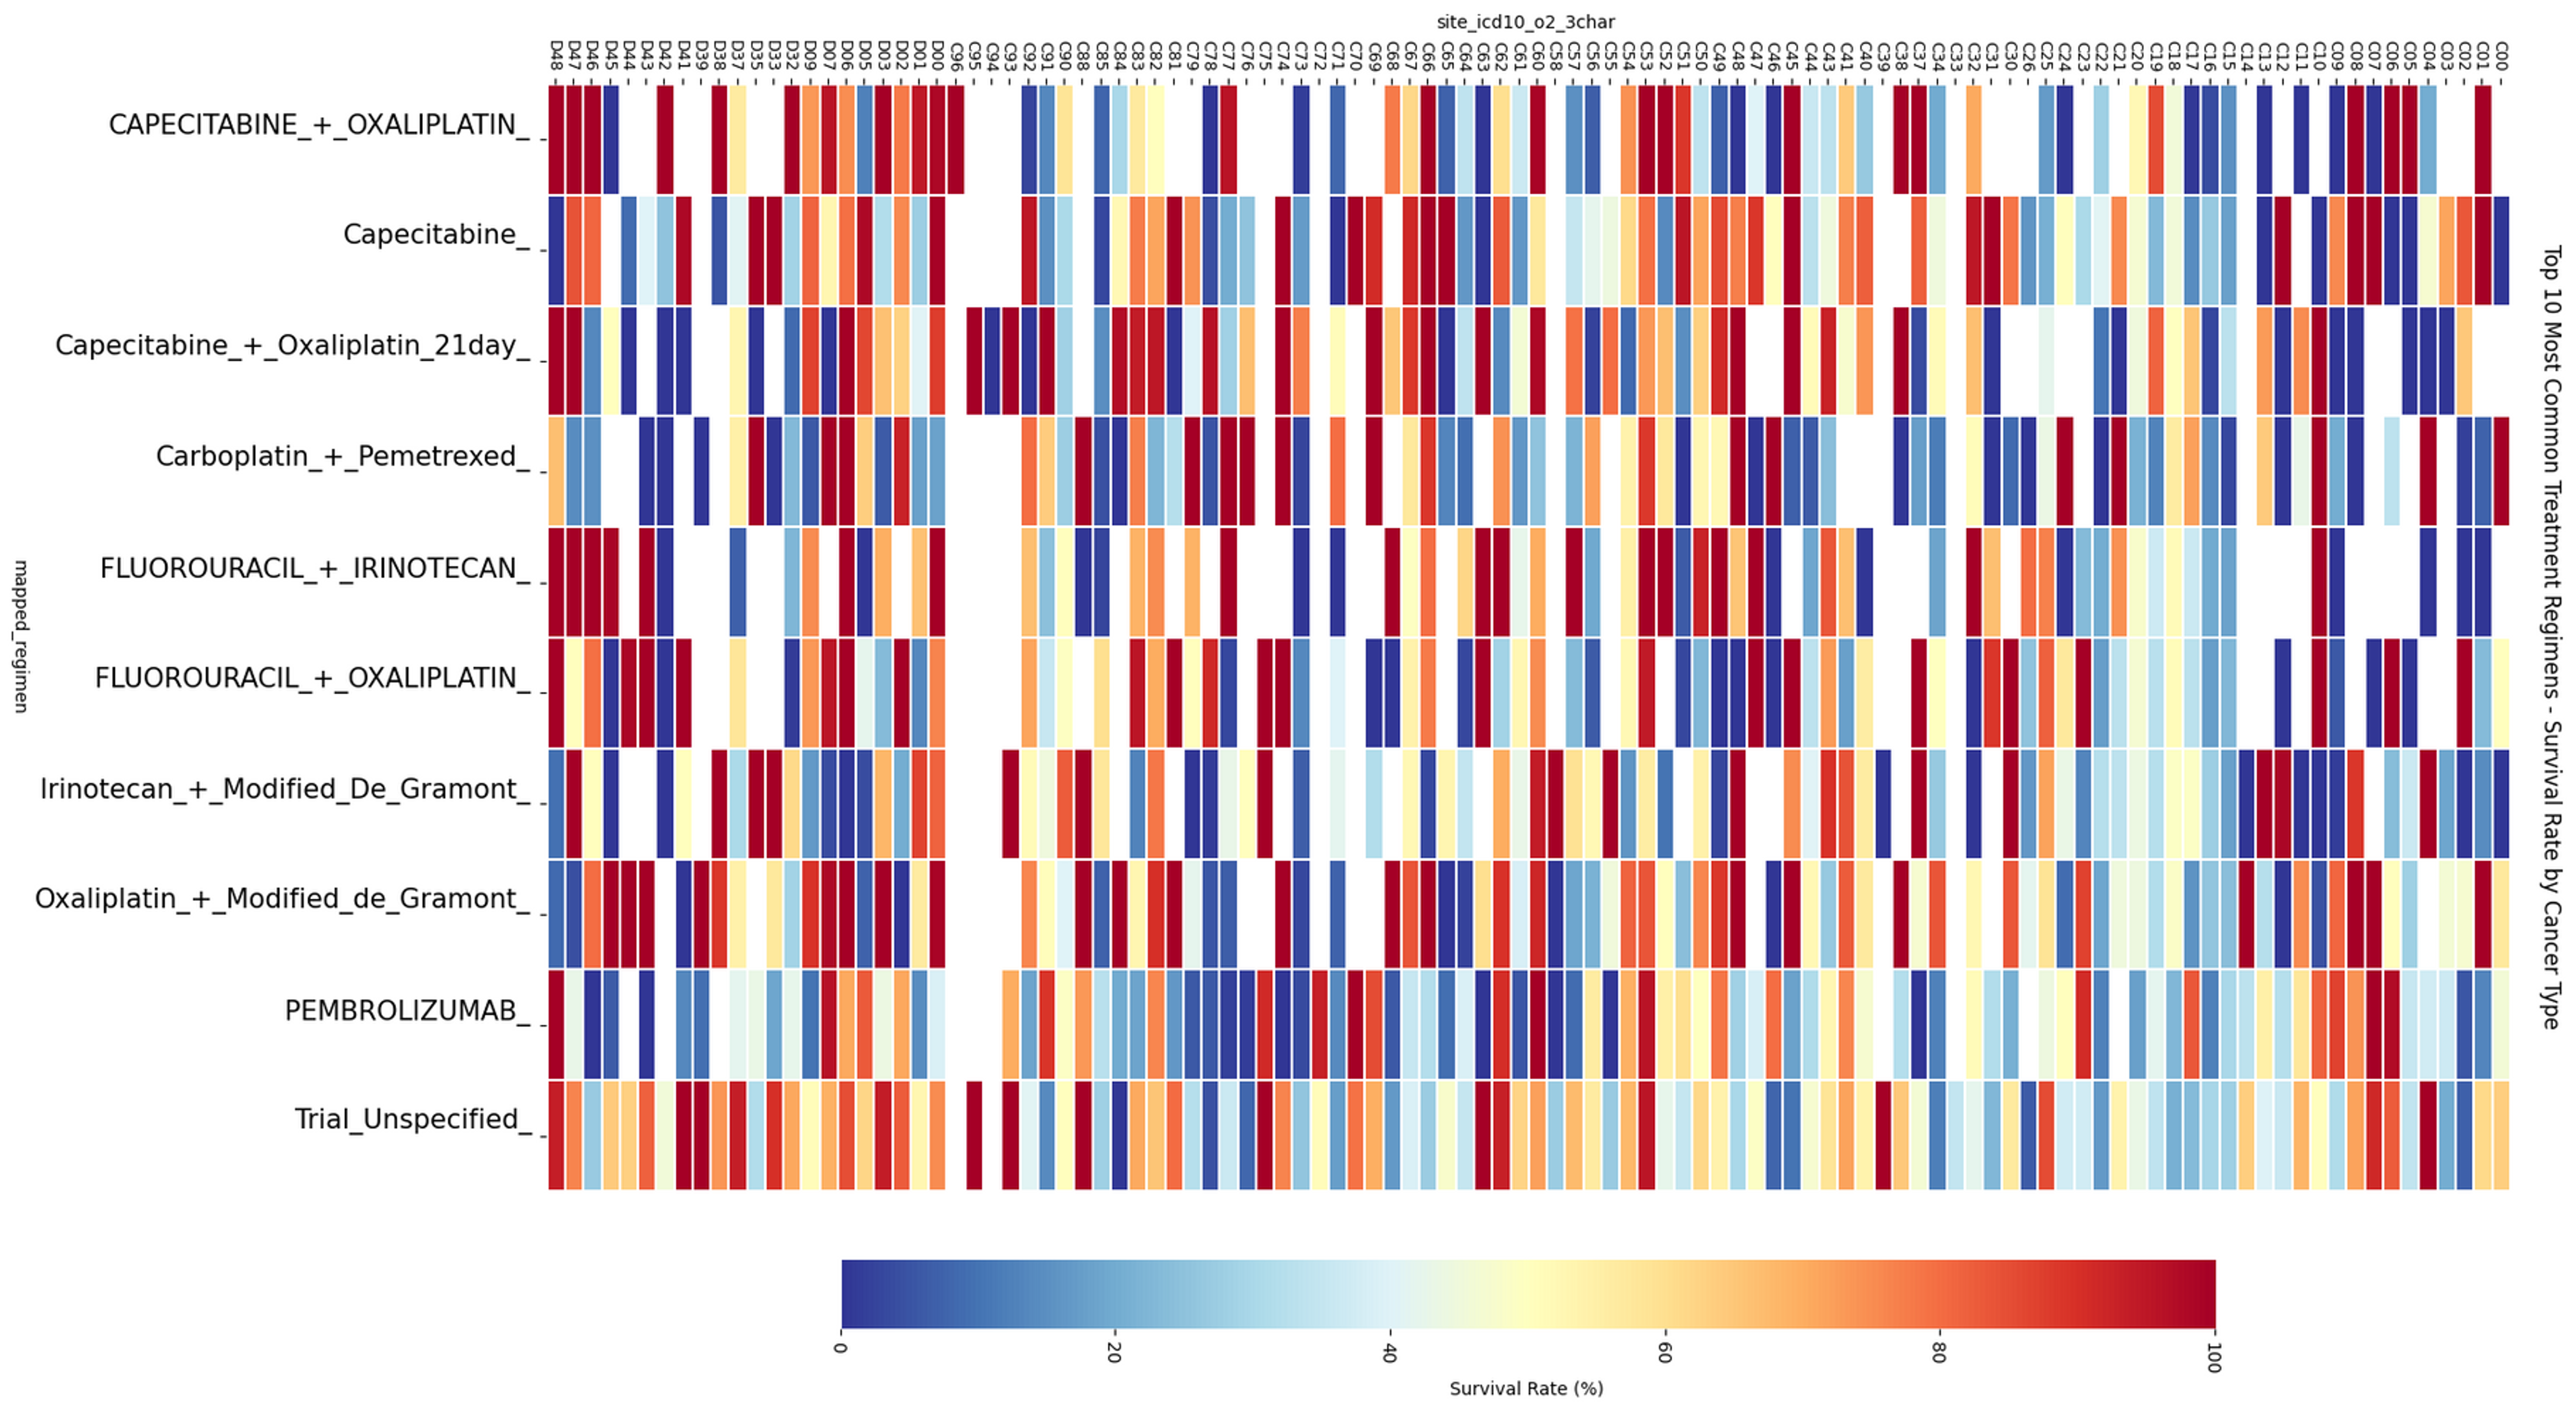 site_icd10_o2_3char
D48 D47 D46 D45 D44 D43 D42 D41 D39 D38 D37 D35 D33 D32 D09 D07 D06 D05 D03 D02 D01 D00 C96 C95 C94 C93 C92 C91 C90 C88 C85 C84 C83 C82 C81 C79 C78 C77 C76 C75 C74 C73 C72 C71 C70 C69 C68 C67 C66 C65 C64 C63 C62 C61 C60 C58 C57 C56 C55 C54 C53 C52 C51 C50 C49 C48 C47 C46 C45 C44 C43 C41 C40 C39 C38 C37 C34 C33 C32 C31 C30 C26 C25 C24 C23 C22 C21 C20 C19 C18 C17 C16 C15 C14 C13 C12 C11 C10 C09 C08 C07 C06 C05 C04 C03 C02 C01 C00
CAPECITABINE_+_OXALIPLATIN_
Capecitabine_
Capecitabine_+_Oxaliplatin_21day_
Carboplatin_+_Pemetrexed_
FLUOROURACIL_+_IRINOTECAN_
FLUOROURACIL_+_OXALIPLATIN_
Irinotecan_+_Modified_De_Gramont_
Oxaliplatin_+_Modified_de_Gramont_
PEMBROLIZUMAB_
Trial_Unspecified_
mapped_regimen
Top 10 Most Common Treatment Regimens - Survival Rate by Cancer Type
0 20 40 60 80 100
Survival Rate (%)